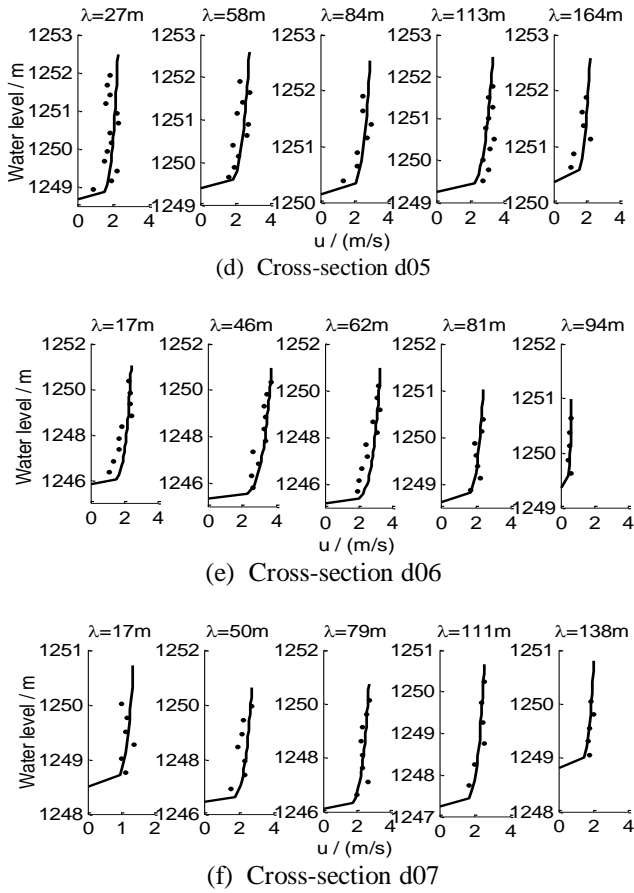 λ=27m λ=58m λ=84m λ=113m λ=164m
1253 1253 1253 1253 1253
1252 1252 1252
1252 1252
1251 1251 1251
1251 1251
1250 1250 1250
1249 1249 1250 1249 1250
0 2 4 0 2 4 0 2 4 0 2 4 0 2 4
Water level / m
u / (m/s)
(d) Cross-section d05
λ=17m λ=46m λ=62m λ=81m λ=94m
1252 1252 1252 1252 1252
1251 1251
1250 1250 1250
1250 1250
1248 1248 1248
1249
1246
1246 1246
1245 1245 1248 1249
0 2 4 0 2 4 0 2 4 0 2 4 0 2 4
Water level / m
u / (m/s)
(e) Cross-section d06
λ=17m λ=50m λ=79m λ=111m λ=138m
1251 1252 1252 1251 1251
1250 1250 1250 1250 1250
1249 1249
1249 1248 1248 1249
1248
1248 1246 1246 1247 1248
0 1 2 0 2 4 0 2 4 0 2 4 0 2 4
Water level / m
u / (m/s)
(f) Cross-section d07